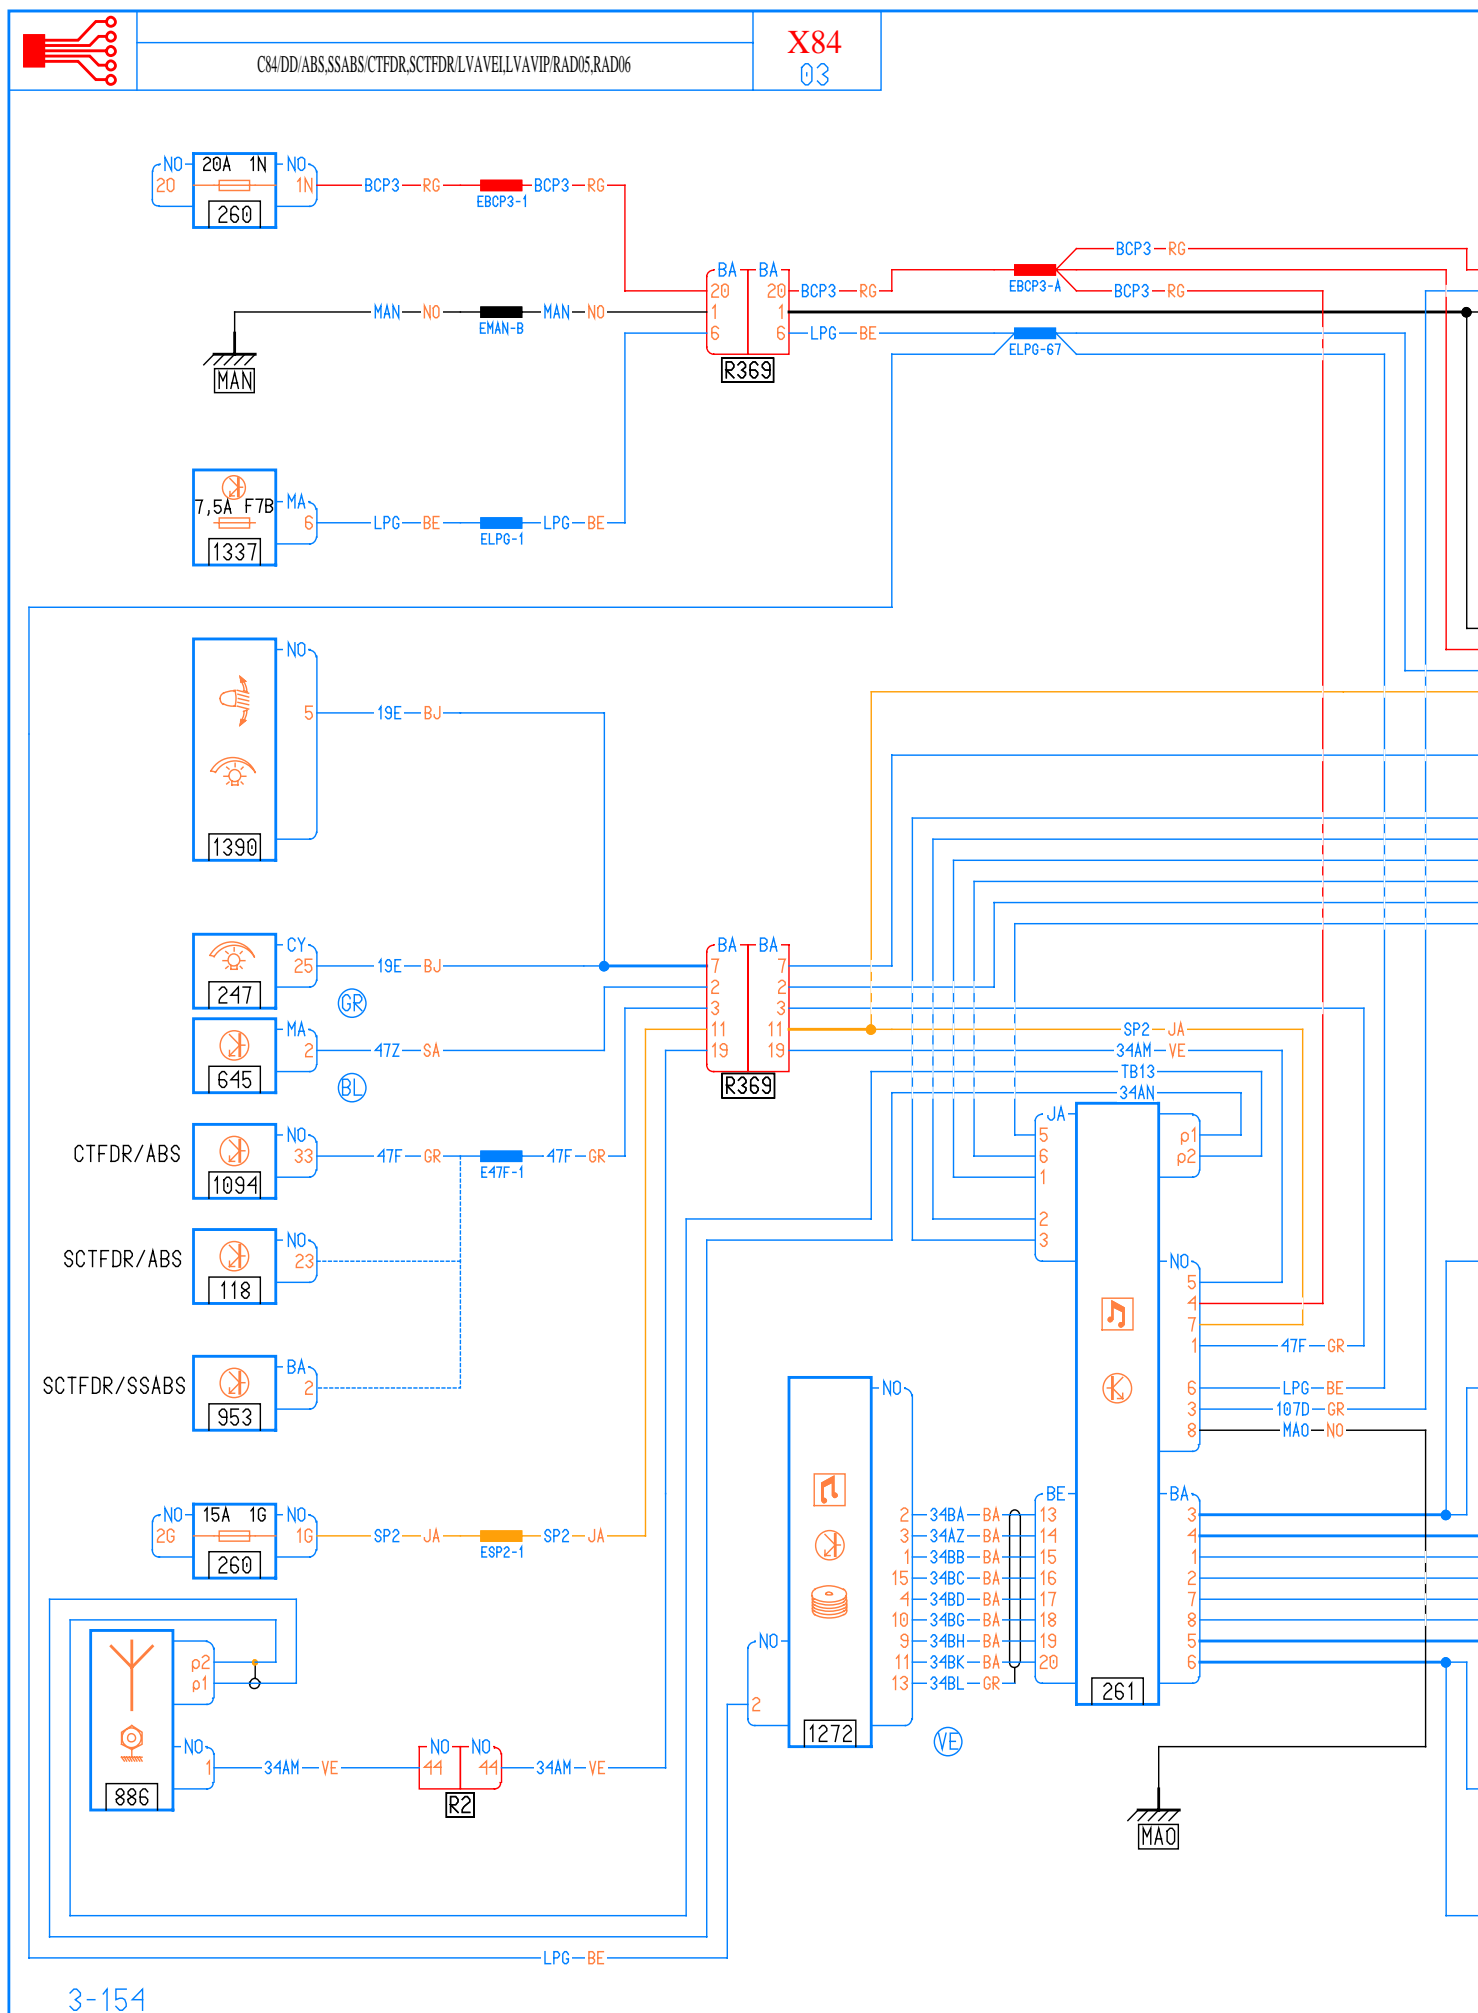 X84
C84/DD/ABS,SSABS/CTFDR,SCTFDR/LVAVEI,LVAVIP/RAD05,RAD06
03
NO 20A 1N NO
20 1N BCP3 RG BCP3 RG
EBCP3-1
260
BCP3 RG
BA BA
20 20 BCP3 RG EBCP3-A BCP3 RG
MAN NO MAN NO 1 1
EMAN-B
6 6 LPG BE
ELPG-67
R369
MAN
7,5A F7B MA
6 LPG BE LPG BE
ELPG-1
1337
NO
5 19E BJ
1390
CY BA BA
25 19E BJ 7 7
247 2 2
GR
3 3
MA 11 11 SP2 JA
2 47Z SA 19 19 34AM VE
645 TB13
BL R369
34AN
JA
NO 5 p1
CTFDR/ABS 33 47F GR 47F GR 6 p2
E47F-1
1094 1
2
NO 3
SCTFDR/ABS 23 NO
118 5
4
7
1 47F GR
BA
SCTFDR/SSABS 2 NO 6 LPG BE
953 3 107D GR
8 MAO NO
BE BA
NO 15A 1G NO 2 34BA BA 13 3
2G 1G SP2 JA SP2 JA 3 34AZ BA 14 4
ESP2-1
260 1 34BB BA 15 1
15 34BC BA 16 2
4 34BD BA 17 7
10 34BG BA 18 8
NO 9 34BH BA 19 5
p2 11 34BK BA 20 6
p1 13 34BL GR
261
2
1272 VE
NO NO NO
1 34AM VE 44 44 34AM VE
886 R2
MAO
LPG BE
3-154